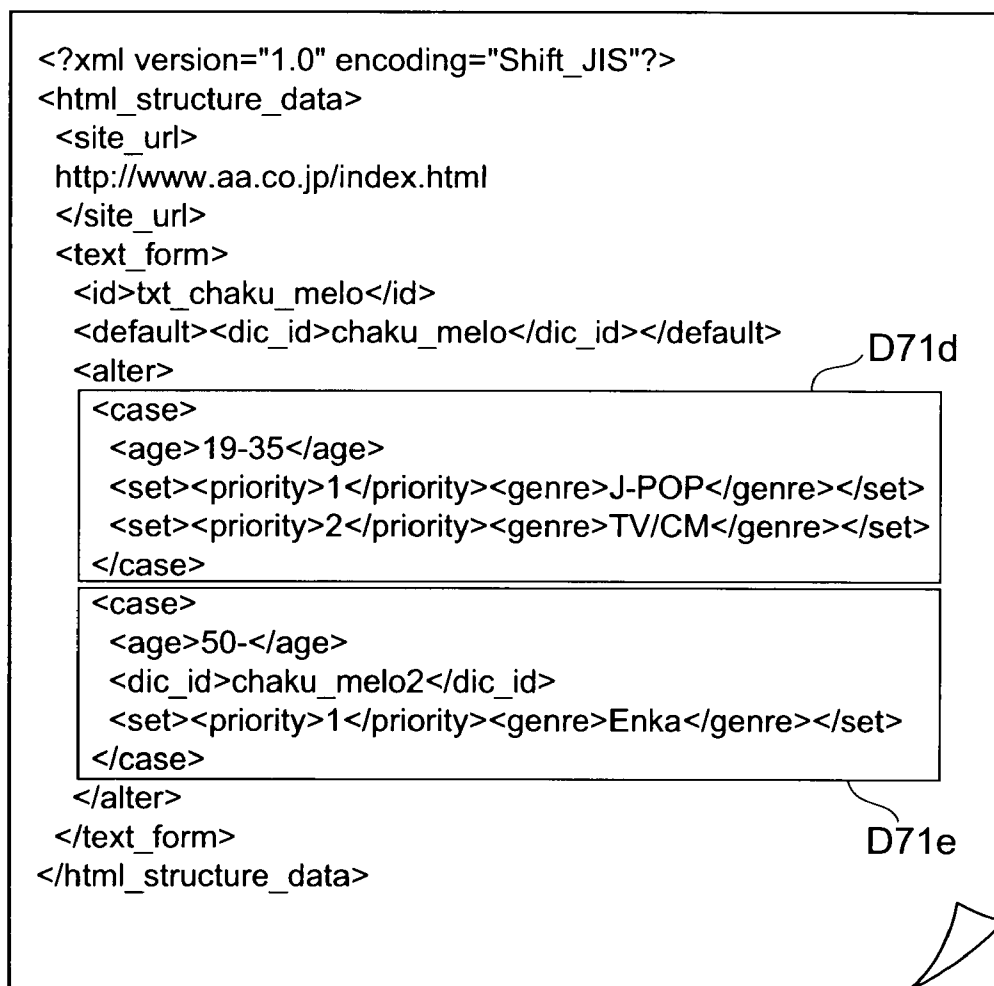 <?xml version="1.0" encoding="Shift_JIS"?>
<html_structure_data>
<site_url>
http://www.aa.co.jp/index.html
</site_url>
<text_form>
<id>txt_chaku_melo</id>
<default><dic_id>chaku_melo</dic_id></default>
D71d
<alter>
<case>
<age>19-35</age>
<set><priority>1</priority><genre>J-POP</genre></set>
<set><priority>2</priority><genre>TV/CM</genre></set>
</case>
<case>
<age>50-</age>
<dic_id>chaku_melo2</dic_id>
<set><priority>1</priority><genre>Enka</genre></set>
</case>
</alter>
</text_form>
D71e
</html_structure_data>